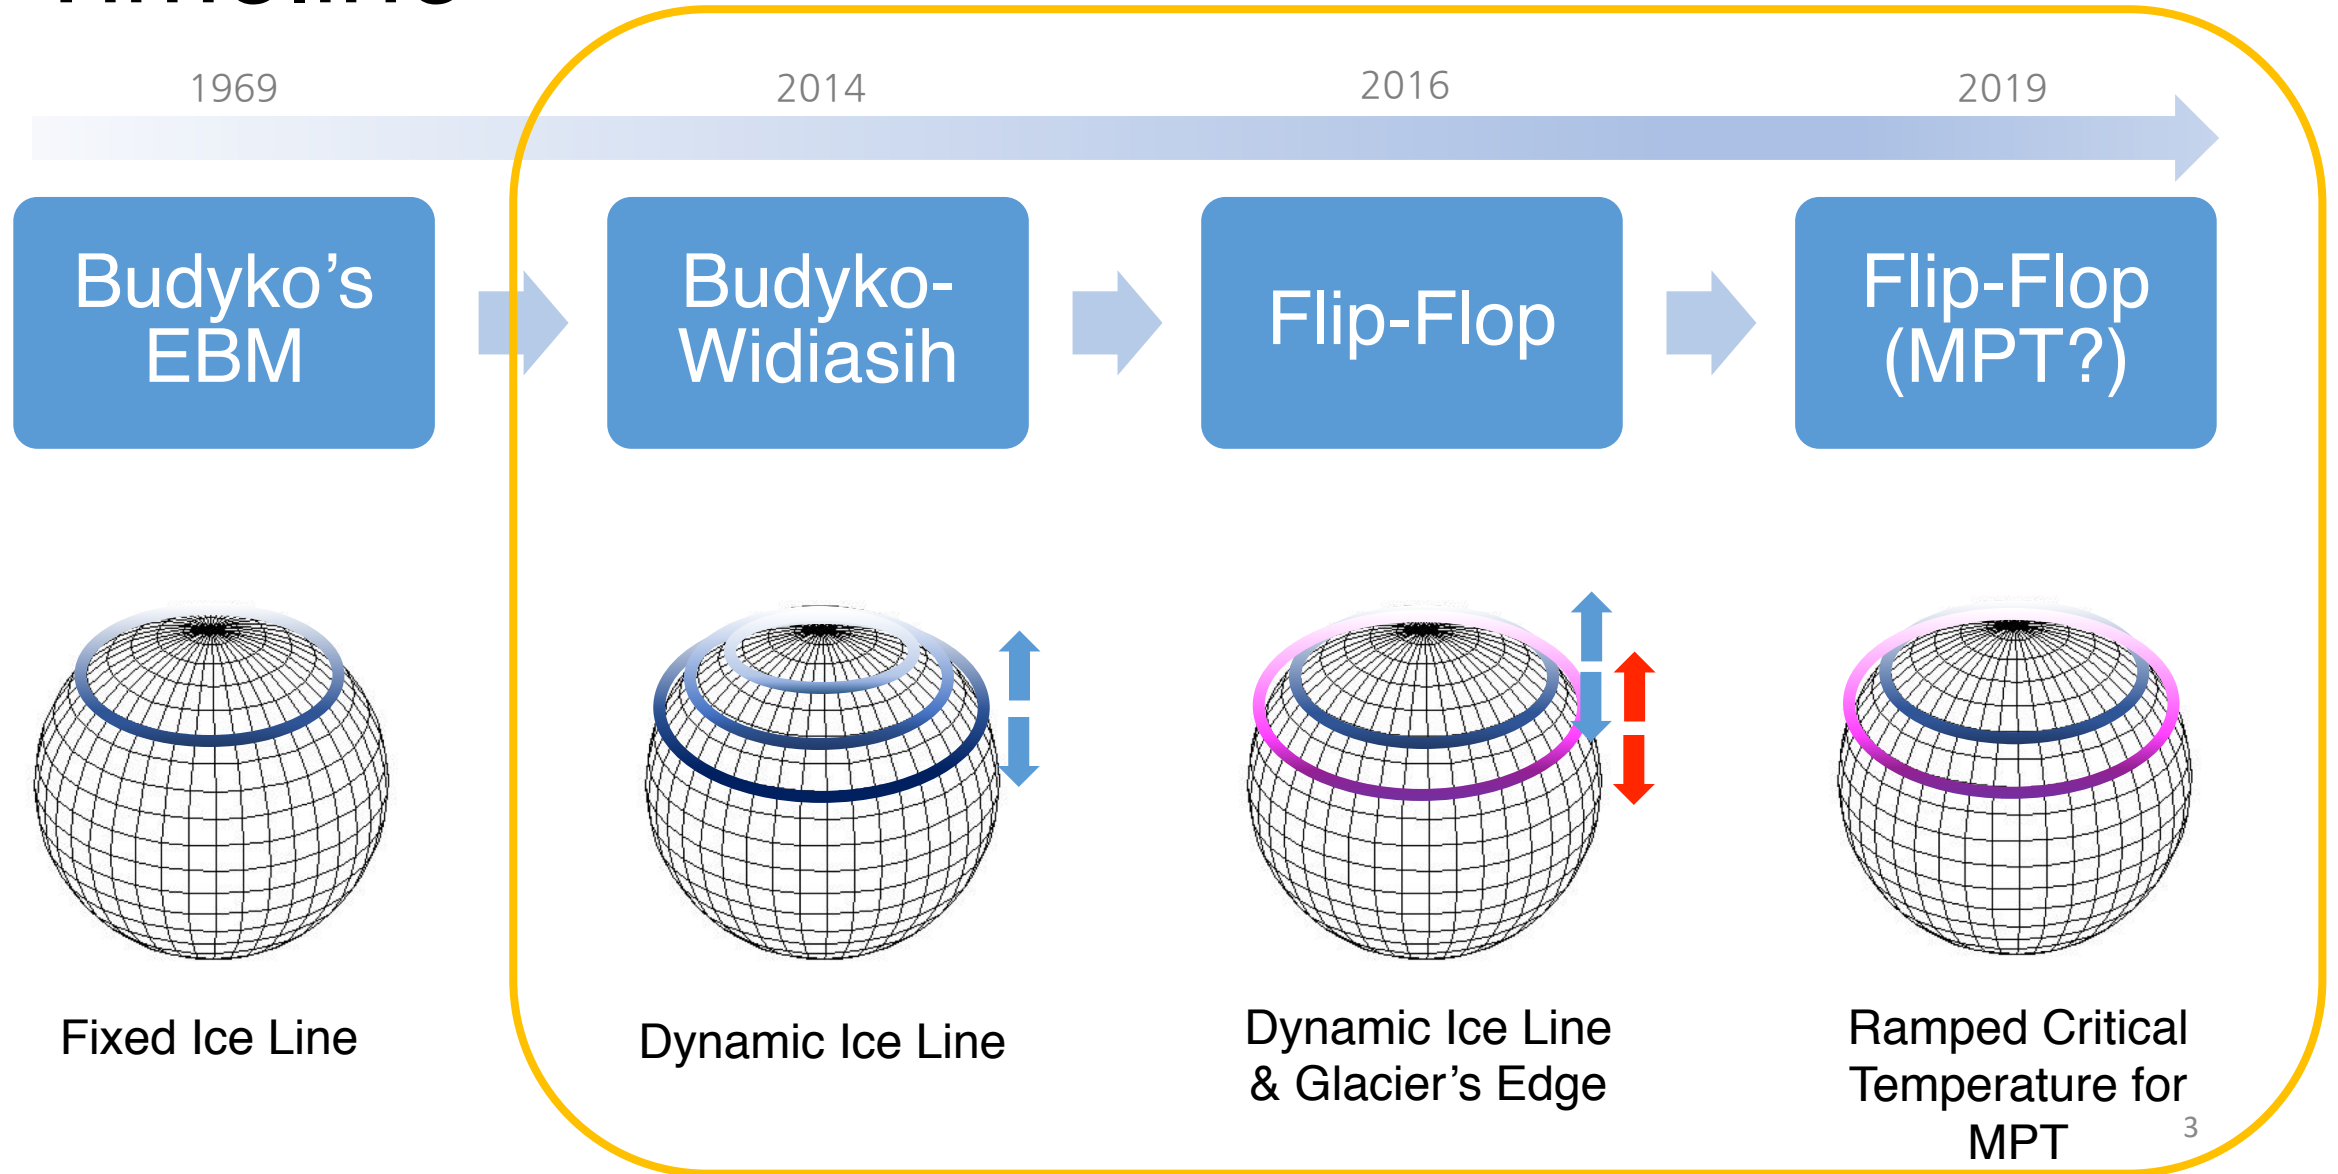 Timeline
1969
2014
2016
2019
Budyko’s
EBM
Budyko-
Widiasih
Flip-Flop
Flip-Flop
(MPT?)
Fixed Ice Line
Dynamic Ice Line
Dynamic Ice Line
& Glacier’s Edge
Ramped Critical
Temperature for
MPT
3